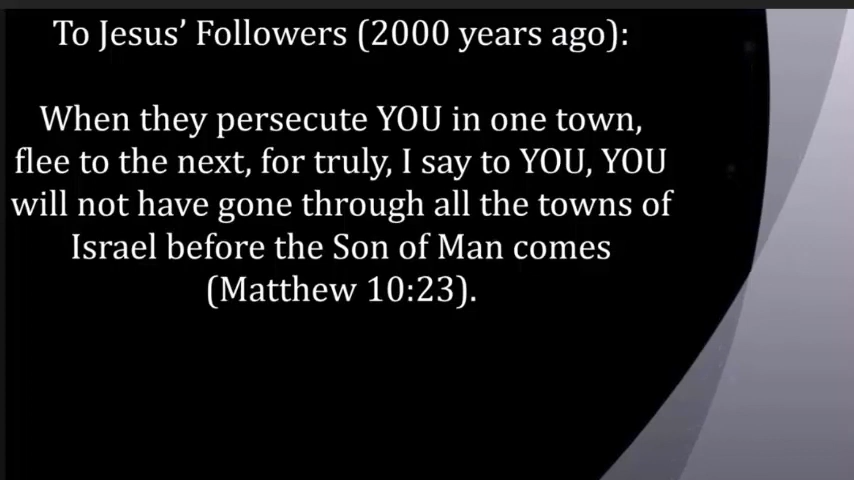 To Jesus’ Followers (2000 years ago):
When they persecute YOU in one town,
flee to the next, for truly, I say to YOU, YOU
will not have gone through all the towns of
Israel before the Son of Man comes
(Matthew 10:23).